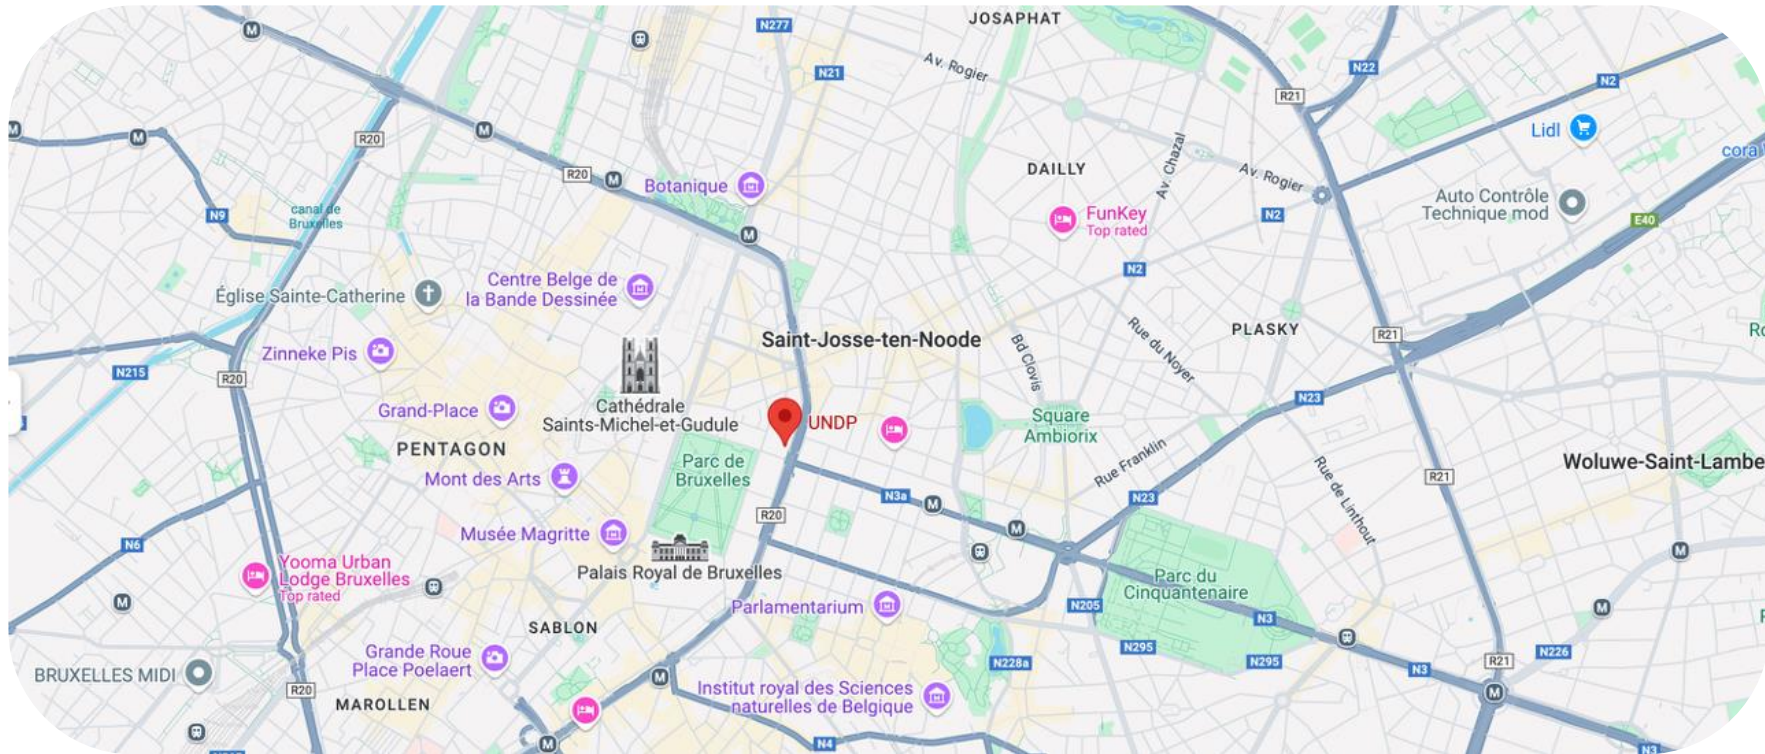 JOSAPHAT
N277
Av. Rogier
N21
N22
R21
N2
Lidl
cora
R20
R20
DAILLY
Av. Chazal
Av. Rogier
Botanique
Auto Contrôle
Technique mod
FunKey
Top rated
N2
E40
N9
canal de
Bruxelles
N2
Centre Belge de
la Bande Dessinée
Église Sainte-Catherine
Saint-Josse-ten-Noode
Rue du Noyer
PLASKY
R21
Bd Clovis
Zinneke Pis
N215
R20
N23
Grand-Place
Cathédrale
Saints-Michel-et-Gudule
UNDP
Square
Ambiorix
PENTAGON
Parc de
Bruxelles
Rue Franklin
Woluwe-Saint-Lambe
Mont des Arts
N3a
N23
R21
Rue de Linthout
R20
Musée Magritte
N6
Palais Royal de Bruxelles
Yooma Urban
Lodge Bruxelles
Top rated
Parc du
Cinquantenaire
Parlamentarium
N205
N3
SABLON
Grande Roue
Place Poelaert
N295
N295
N228a
N3
N226
R21
BRUXELLES MIDI
R20
Institut royal des Sciences
naturelles de Belgique
MAROLLEN
N4
N3